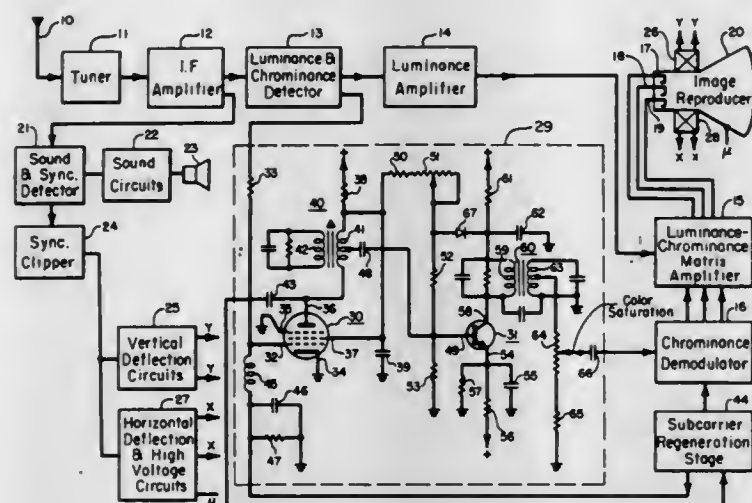 10
11
Tuner
12
I.F
Amplifier
13
Luminance &
Chrominance
Detector
14
Luminance
Amplifier
26
Y Y
20
18
17
19
Image
Reproducer
μ
28
X X
21
Sound
& Sync.
Detector
22
Sound
Circuits
23
24
Sync.
Clipper
29
33
+
38
40
41
42
48
43
36
35
30
32
37
34
39
45
46
47
50
51
+
61
67
62
52
59
60
63
58
49
31
54
53
57
55
56
+
64
Color
Saturation
66
65
15
Luminance-
Chrominance
Matrix
Amplifier
16
Chrominance
Demodulator
44
Subcarrier
Regeneration
Stage
25
Vertical
Deflection
Circuits
Y
Y
27
Horizontal
Deflection
& High
Voltage
Circuits
X
X
μ